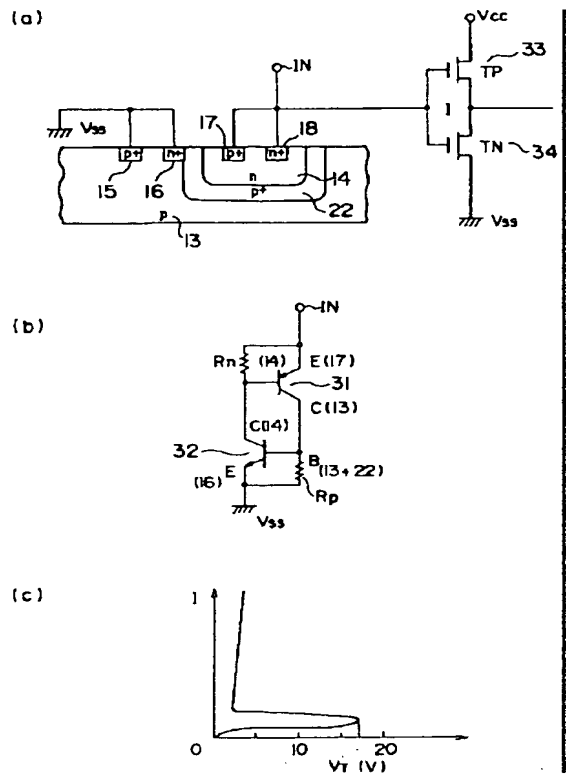 (a)
Vcc
IN
33
TP
Vss
17
18
I
p+
n+
p+
n+
TN
34
15
16
n
14
p+
22
Vss
p
13
(b)
IN
Rn
(14)
E(17)
31
C(13)
C(14)
32
B
(13+22)
E
(16)
Rp
Vss
(c)
I
0
10
20
VT (V)